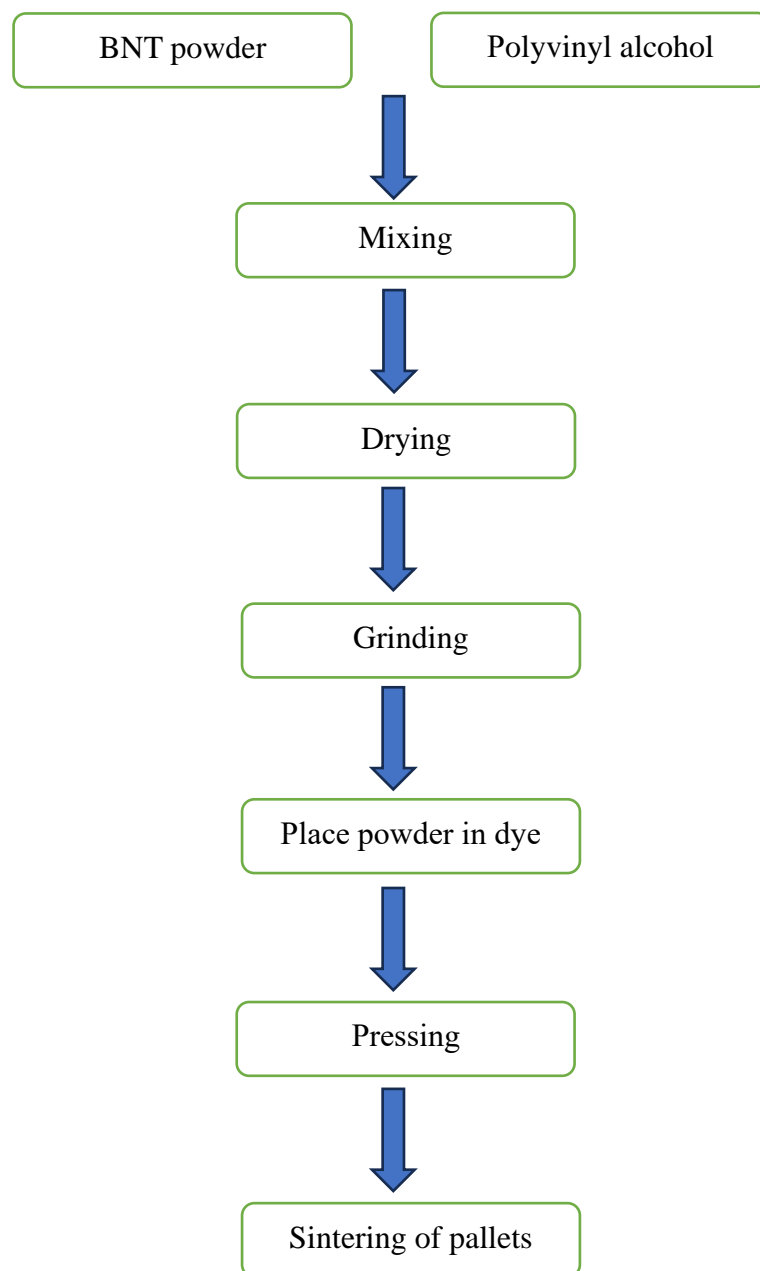 BNT powder
Polyvinyl alcohol
Mixing
Drying
Grinding
Place powder in dye
Pressing
Sintering of pallets